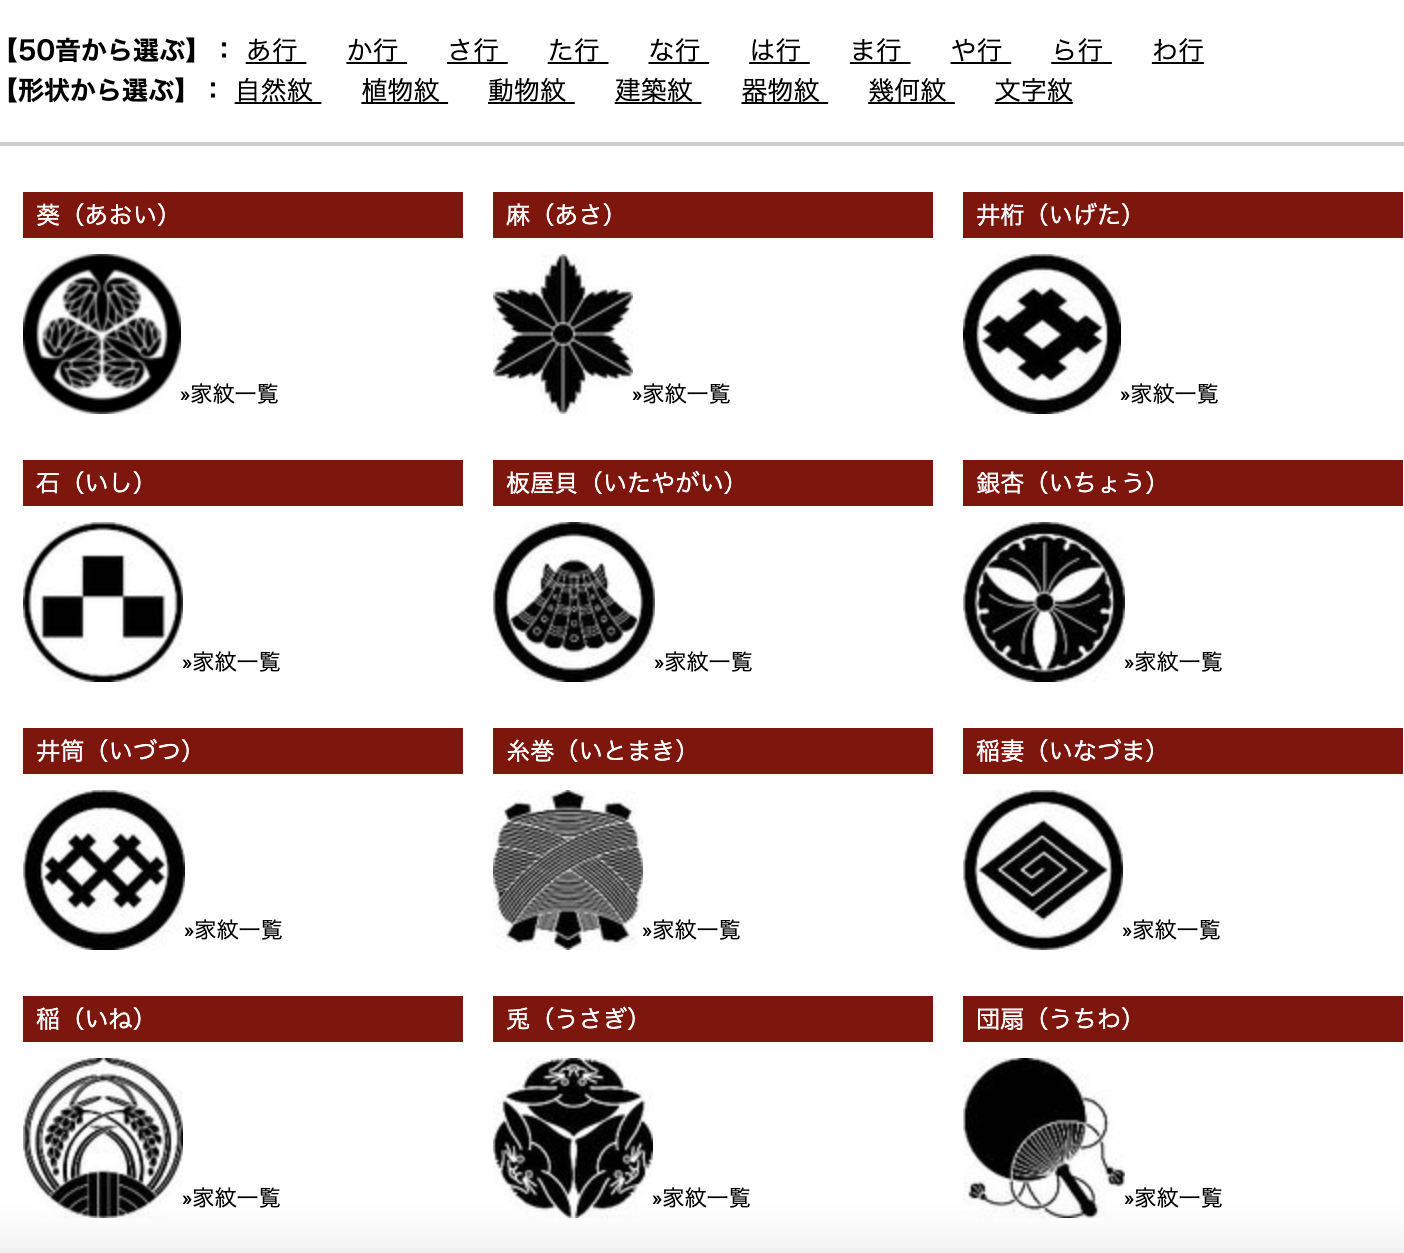 【50音から選ぶ】： あ行 か行 さ行 た行 な行 は行 ま行 や行 ら行 わ行
【形状から選ぶ】： 自然紋 植物紋 動物紋 建築紋 器物紋 幾何紋 文字紋
葵（あおい） 麻（あさ） 井桁（いげた）
»家紋一覧 »家紋一覧 »家紋一覧
石（いし） 板屋貝（いたやがい） 銀杏（いちょう）
»家紋一覧 »家紋一覧 »家紋一覧
井筒（いづつ） 糸巻（いとまき） 稲妻（いなづま）
»家紋一覧 »家紋一覧 »家紋一覧
稲（いね） 兎（うさぎ） 団扇（うちわ）
»家紋一覧 »家紋一覧 »家紋一覧